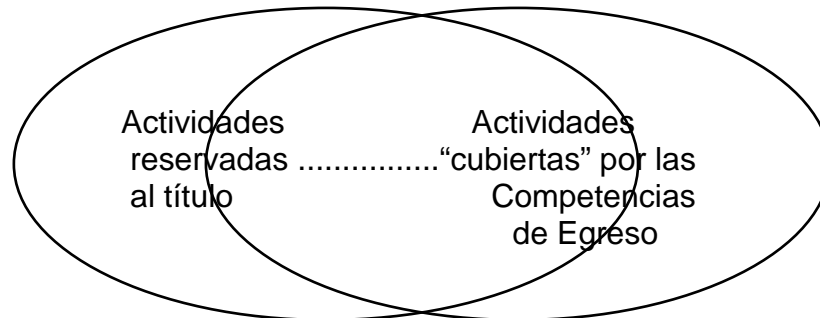 Actividades Actividades
reservadas ................“cubiertas” por las
al título Competencias
de Egreso